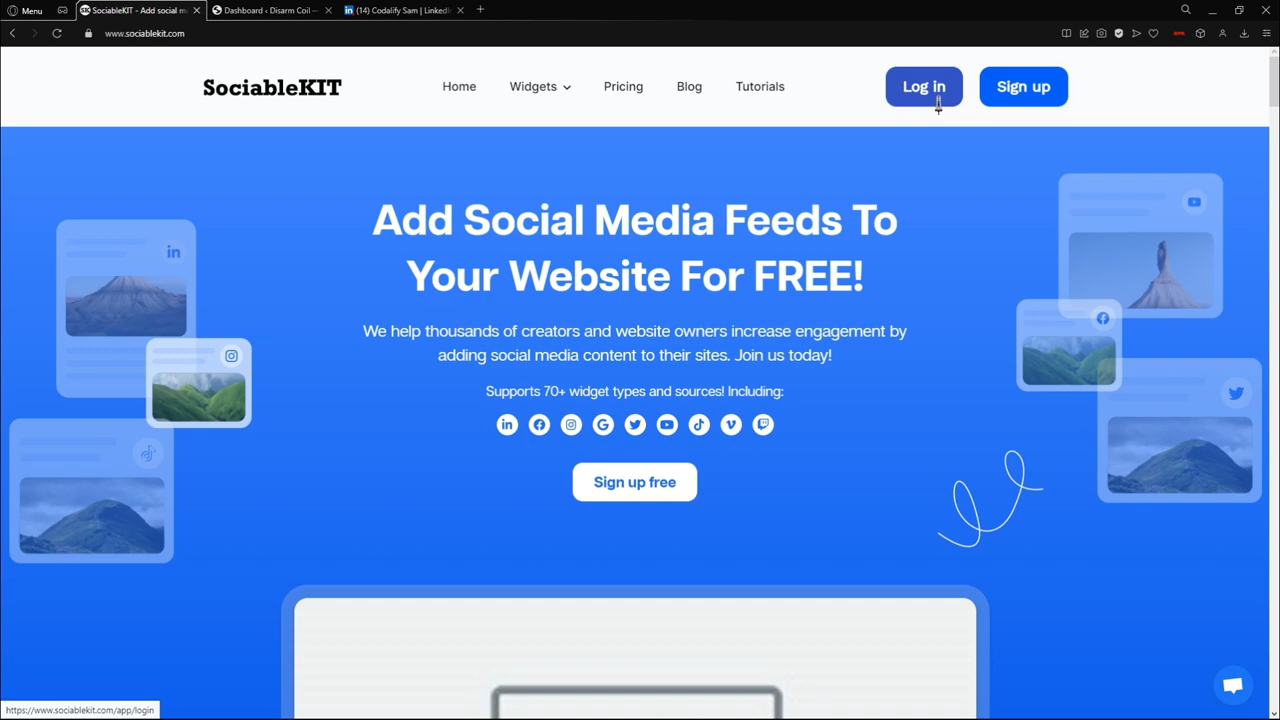 Menu
SociableKIT - Add social m
Dashboard ‹ Disarm Coil —
(14) Codalify Sam | LinkedI
www.sociablekit.com
SociableKIT
Home
Widgets
Pricing
Blog
Tutorials
Log in
Sign up
Add Social Media Feeds To
Your Website For FREE!
We help thousands of creators and website owners increase engagement by
adding social media content to their sites. Join us today!
Supports 70+ widget types and sources! Including:
Sign up free
https://www.sociablekit.com/app/login